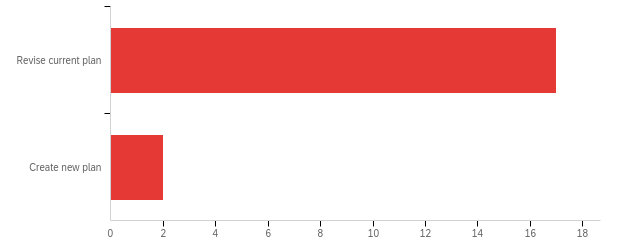 Revise current plan
Create new plan
0 2 4 6 8 10 12 14 16 18